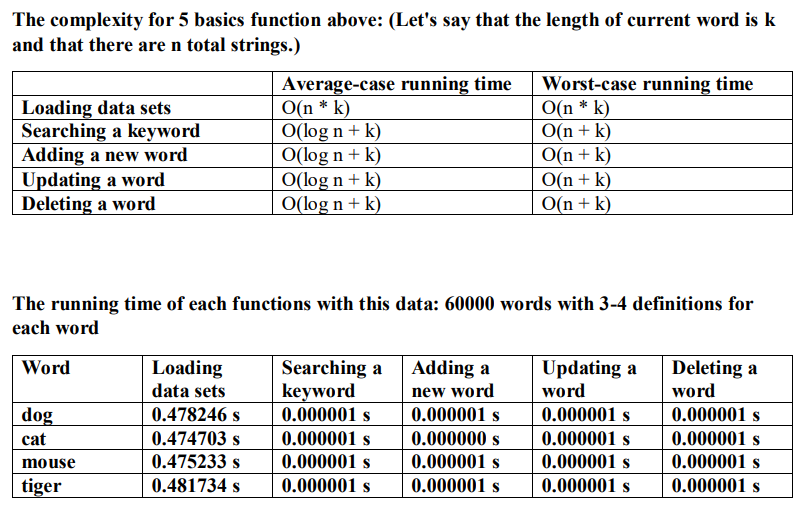 The complexity for 5 basics function above: (Let's say that the length of current word is k
and that there are n total strings.)
Average-case running time Worst-case running time
Loading data sets O(n * k) O(n * k)
Searching a keyword O(log n + k) O(n + k)
Adding a new word O(log n + k) O(n + k)
Updating a word O(log n + k) O(n + k)
Deleting a word O(log n + k) O(n + k)
The running time of each functions with this data: 60000 words with 3-4 definitions for
each word
Word Loading Searching a Adding a Updating a Deleting a
data sets keyword new word word word
dog 0.478246 s 0.000001 s 0.000001 s 0.000001 s 0.000001 s
cat 0.474703 s 0.000001 s 0.000000 s 0.000001 s 0.000001 s
mouse 0.475233 s 0.000001 s 0.000001 s 0.000001 s 0.000001 s
tiger 0.481734 s 0.000001 s 0.000001 s 0.000001 s 0.000001 s